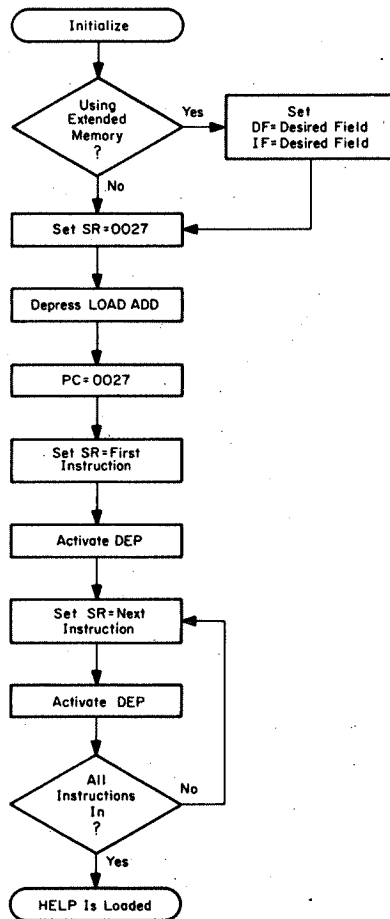 Initialize
Using
Extended
Memory
?
Yes
Set
DF=Desired Field
IF=Desired Field
No
Set SR=0027
Depress LOAD ADD
PC=0027
Set SR=First
Instruction
Activate DEP
Set SR=Next
Instruction
Activate DEP
All
Instructions
In
?
No
Yes
HELP Is Loaded